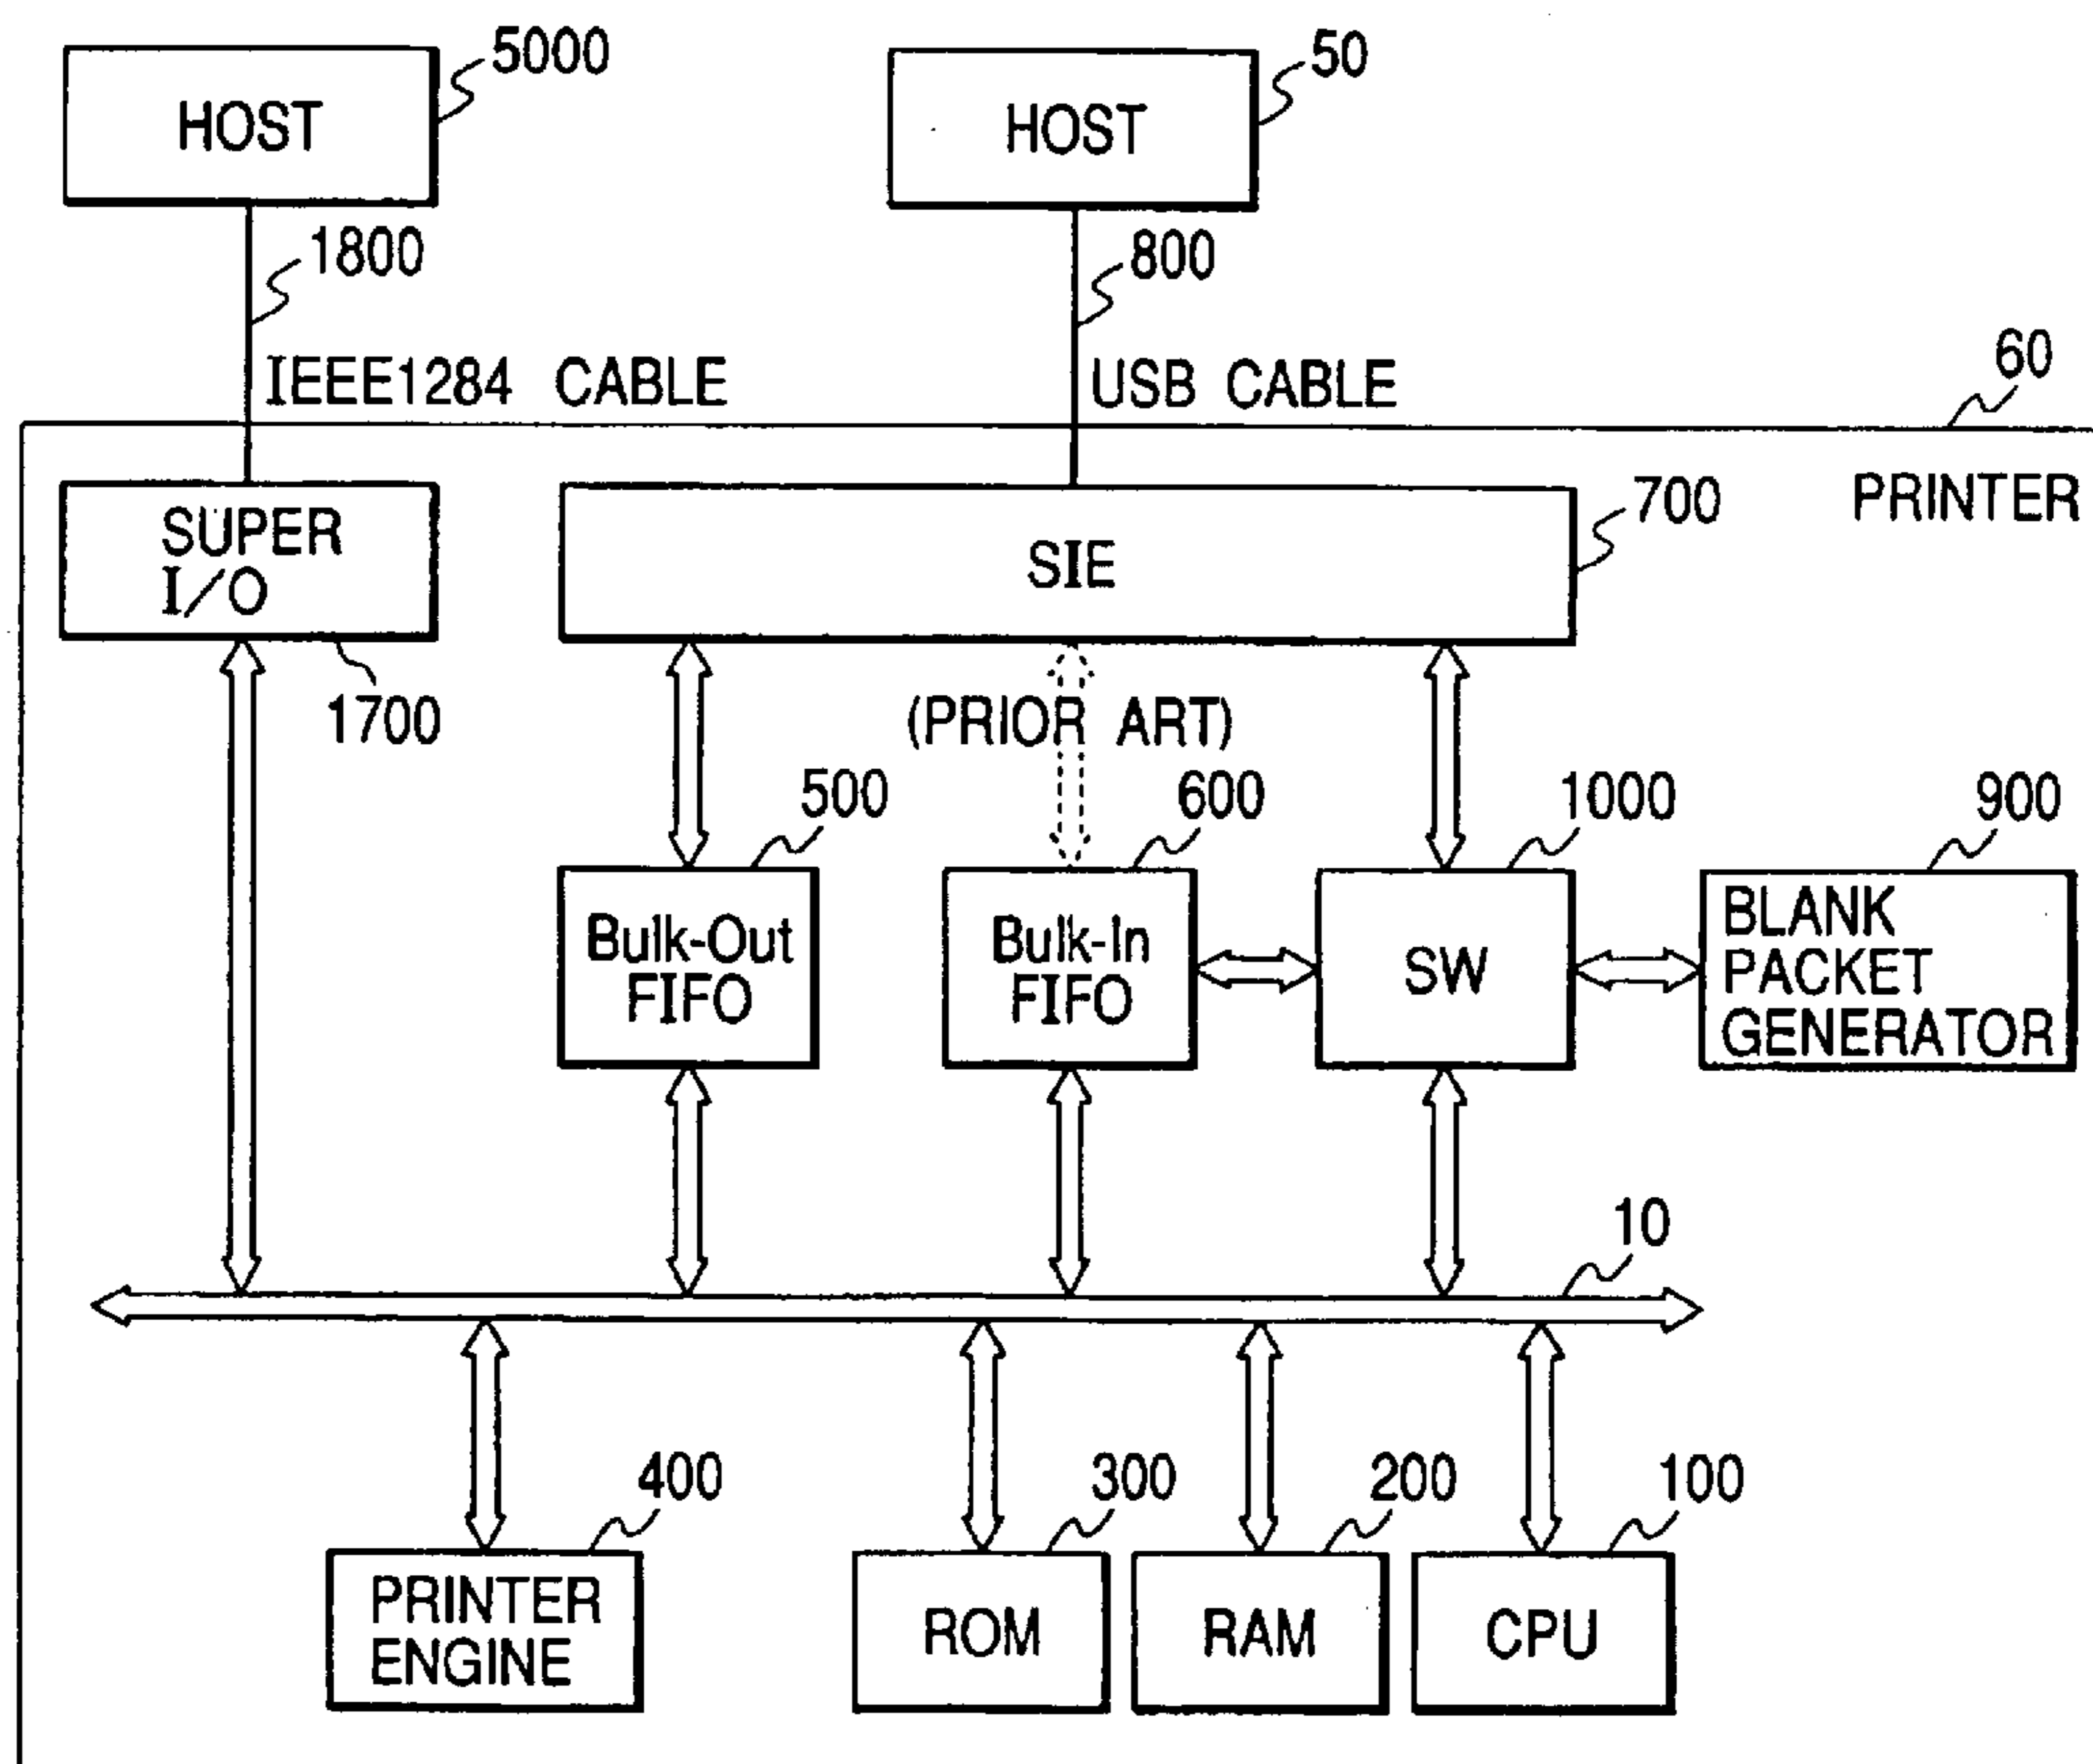 5000
50
HOST
HOST
1800
800
IEEE1284 CABLE
USB CABLE
60
PRINTER
SUPER
I/O
SIE
700
1700
(PRIOR ART)
500
600
1000
900
Bulk-Out
FIFO
Bulk-In
FIFO
SW
BLANK
PACKET
GENERATOR
10
400
300
200
100
PRINTER
ENGINE
ROM
RAM
CPU